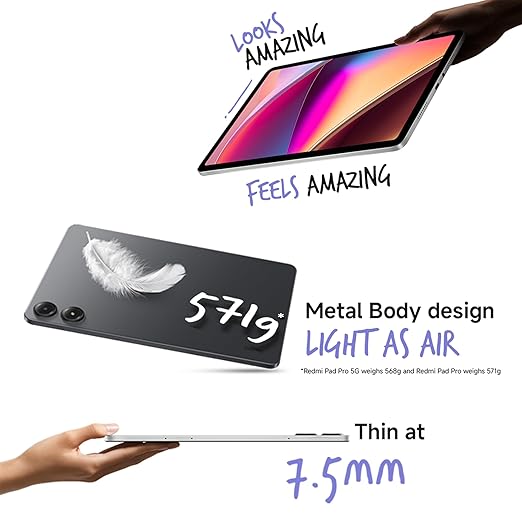 LOOKS
AMAZING
FEELS AMAZING
571g*
Metal Body design
LIGHT AS AIR
*Redmi Pad Pro 5G weighs 568g and Redmi Pad Pro weighs 571g
Thin at
7.5mm